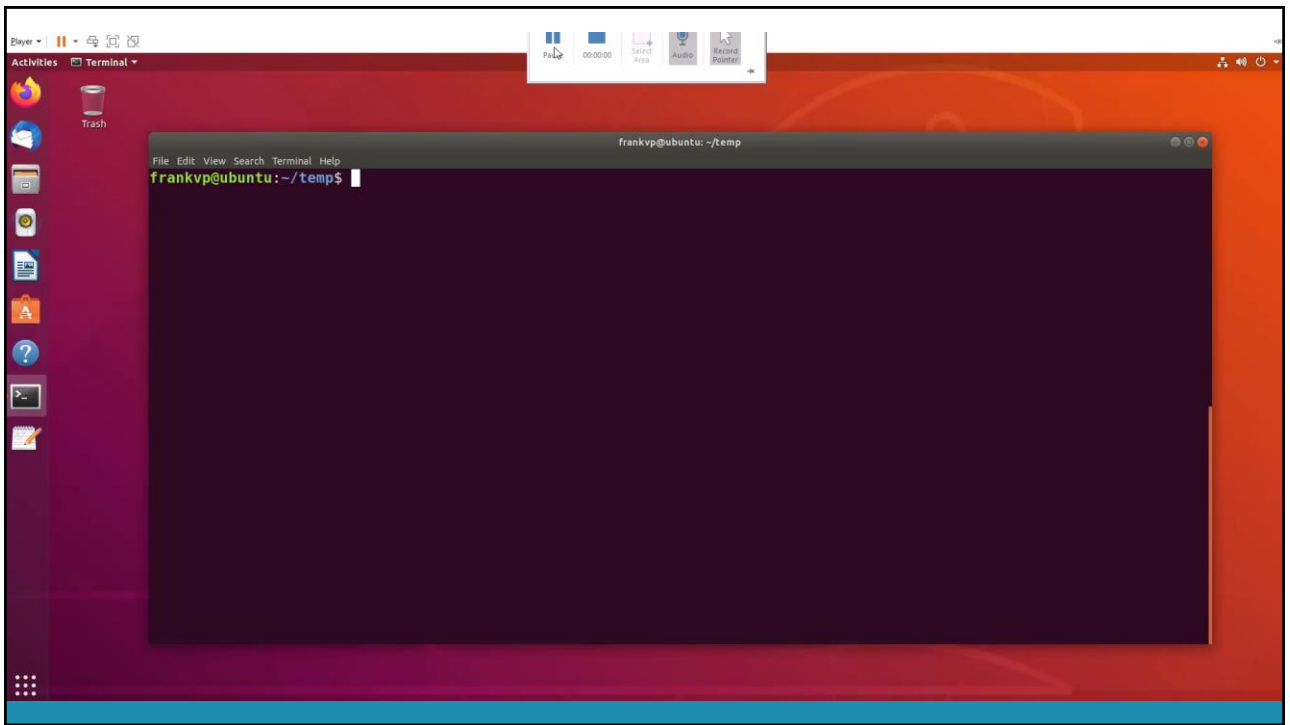 Player
00:00:00
Select
Area
Audio
Record
Pointer
Activities
Terminal
Trash
frankvp@ubuntu: ~/temp
File Edit View Search Terminal Help
frankvp@ubuntu:~/temp$